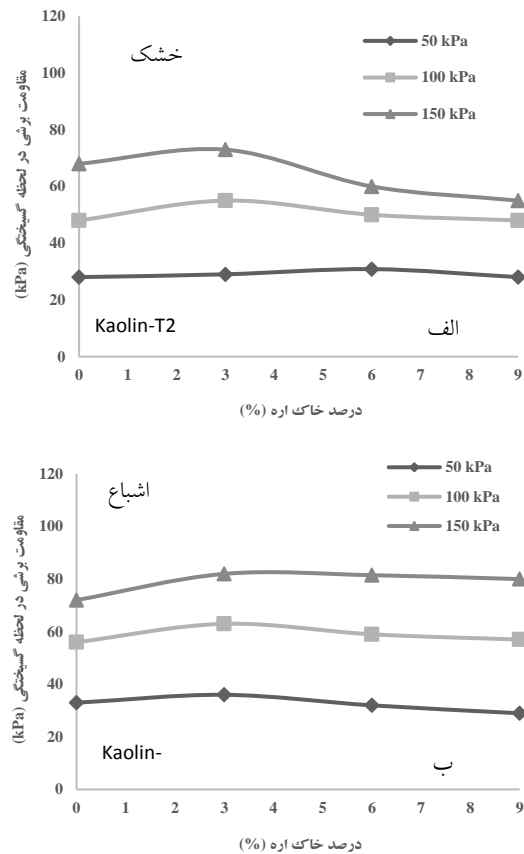 120
100
80
60
40
20
0
مقاومت برشی در لحظه گسیختگی (kPa)
خشک
50 kPa
100 kPa
150 kPa
Kaolin-T2
الف
0 1 2 3 4 5 6 7 8 9
درصد خاک اره (%)
120
100
80
60
40
20
0
مقاومت برشی در لحظه گسیختگی (kPa)
اشباع
50 kPa
100 kPa
150 kPa
Kaolin-
ب
0 1 2 3 4 5 6 7 8 9
درصد خاک اره (%)